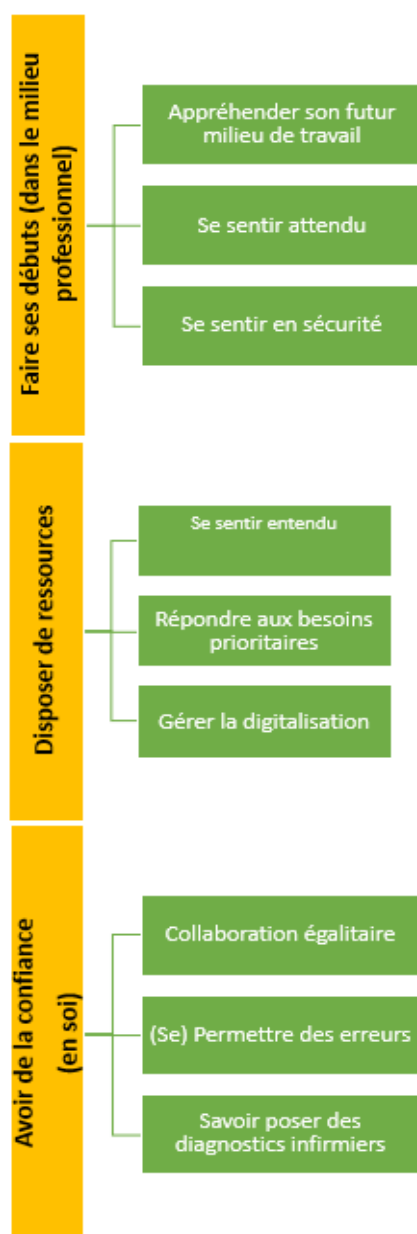 Faire ses débuts (dans le milieu
professionnel)
Appréhender son futur
milieu de travail
Se sentir attendu
Se sentir en sécurité
Disposer de ressources
Se sentir entendu
Répondre aux besoins
prioritaires
Gérer la digitalisation
Avoir de la confiance
(en soi)
Collaboration égalitaire
(Se) Permettre des erreurs
Savoir poser des
diagnostics infirmiers